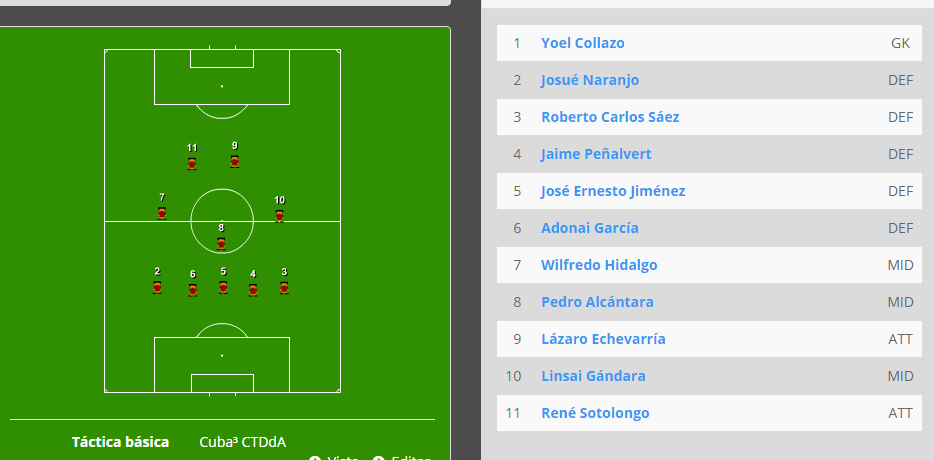 11
9
7
10
8
2
6
5
4
3
Táctica básica Cuba³ CTDdA
Vista Editar
1 Yoel Collazo GK
2 Josué Naranjo DEF
3 Roberto Carlos Sáez DEF
4 Jaime Peñalvert DEF
5 José Ernesto Jiménez DEF
6 Adonai García DEF
7 Wilfredo Hidalgo MID
8 Pedro Alcántara MID
9 Lázaro Echevarría ATT
10 Linsai Gándara MID
11 René Sotolongo ATT